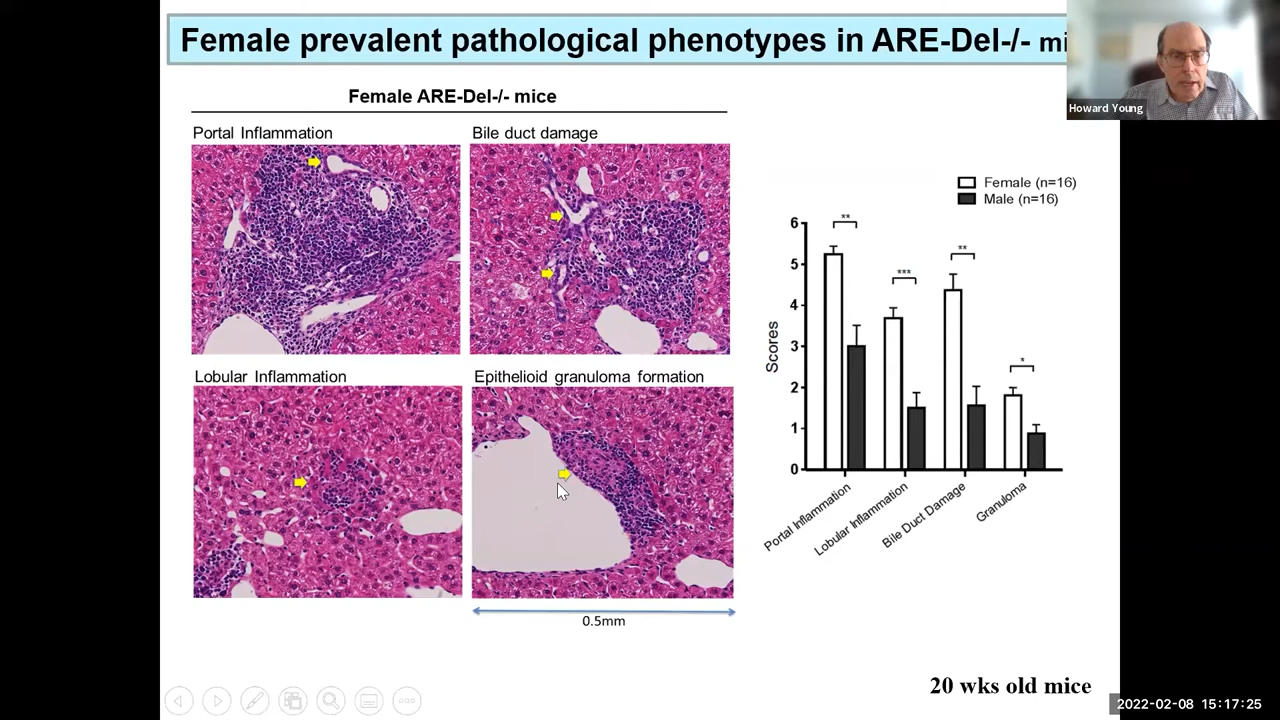 Female prevalent pathological phenotypes in ARE-Del-/- mi
Howard Young
Female ARE-Del-/- mice
Portal Inflammation
Bile duct damage
Lobular Inflammation
Epithelioid granuloma formation
0.5mm
Female (n=16)
Male (n=16)
Scores
6
5
4
3
2
1
0
**
***
**
*
Portal Inflammation
Lobular Inflammation
Bile Duct Damage
Granuloma
20 wks old mice
2022-02-08 15:17:25